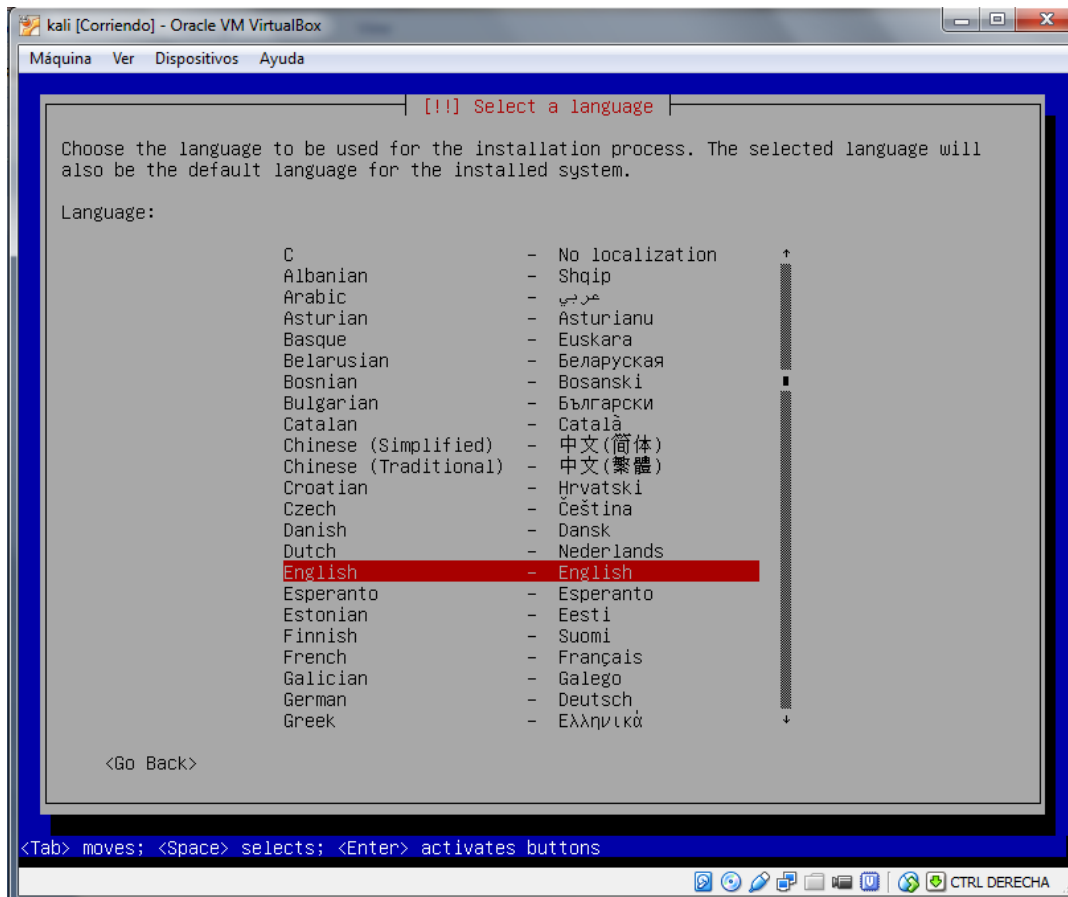 kali [Corriendo] - Oracle VM VirtualBox
Máquina Ver Dispositivos Ayuda
[!!] Select a language
Choose the language to be used for the installation process. The selected language will
also be the default language for the installed system.
Language:
C - No localization
Albanian - Shqip
Arabic - عربي
Asturian - Asturianu
Basque - Euskara
Belarusian - Беларуская
Bosnian - Bosanski
Bulgarian - Български
Catalan - Català
Chinese (Simplified) - 中文(简体)
Chinese (Traditional) - 中文(繁體)
Croatian - Hrvatski
Czech - Čeština
Danish - Dansk
Dutch - Nederlands
English - English
Esperanto - Esperanto
Estonian - Eesti
Finnish - Suomi
French - Français
Galician - Galego
German - Deutsch
Greek - Ελληνικά
<Go Back>
<Tab> moves; <Space> selects; <Enter> activates buttons
CTRL DERECHA